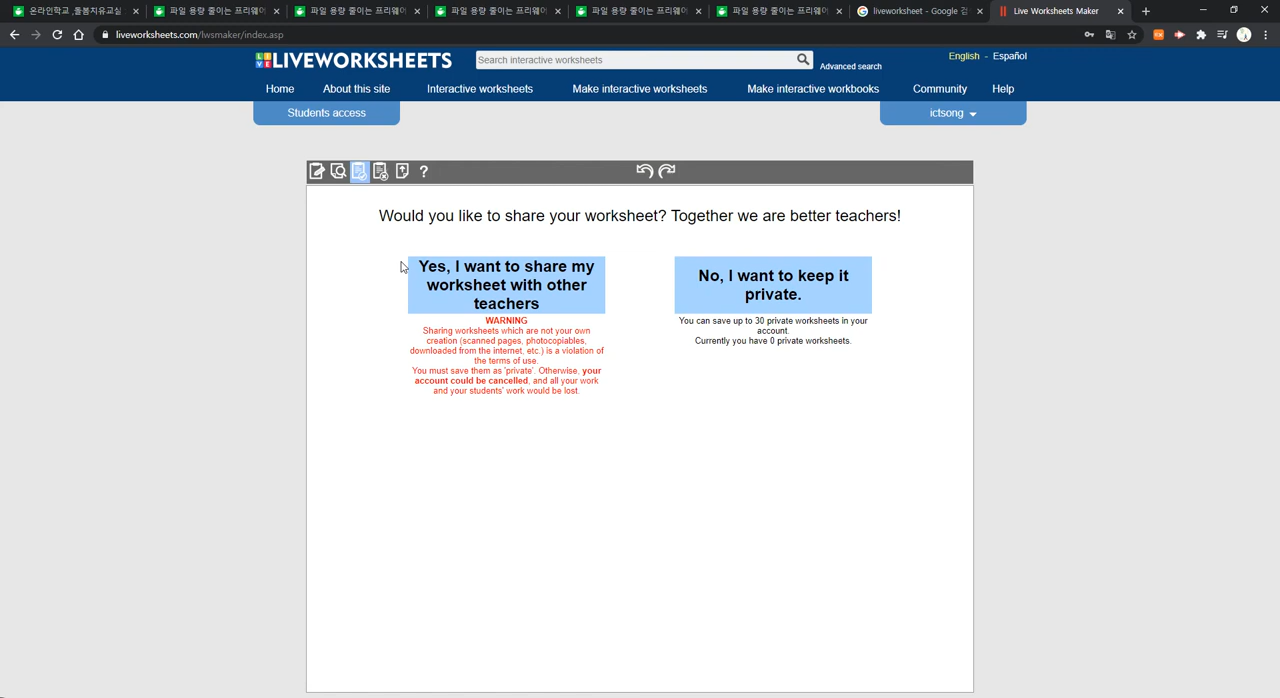 온라인학교 ,돌봄지유교실
파일 용량 줄이는 프리웨어
파일 용량 줄이는 프리웨어
파일 용량 줄이는 프리웨어
파일 용량 줄이는 프리웨어
파일 용량 줄이는 프리웨어
liveworksheet - Google 검
Live Worksheets Maker
liveworksheets.com/lwsmaker/index.asp
LIVEWORKSHEETS
Search interactive worksheets
Advanced search
English - Español
Home
About this site
Interactive worksheets
Make interactive worksheets
Make interactive workbooks
Community
Help
Students access
ictsong
?
Would you like to share your worksheet? Together we are better teachers!
Yes, I want to share my
worksheet with other
teachers
WARNING
Sharing worksheets which are not your own
creation (scanned pages, photocopiables,
downloaded from the internet, etc.) is a violation of
the terms of use.
You must save them as 'private'. Otherwise, your
account could be cancelled, and all your work
and your students' work would be lost.
No, I want to keep it
private.
You can save up to 30 private worksheets in your
account.
Currently you have 0 private worksheets.